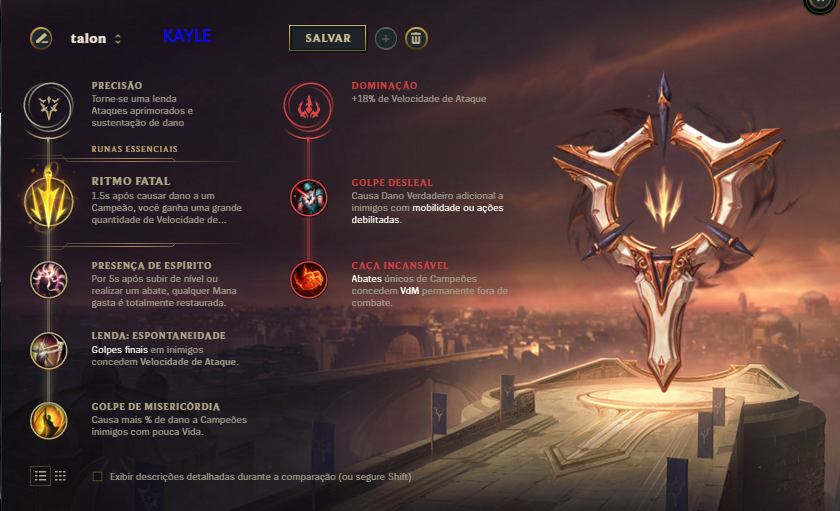 talon
KAYLE
SALVAR
PRECISÃO
Torne-se uma lenda
Ataques aprimorados e
sustentação de dano
RUNAS ESSENCIAIS
RITMO FATAL
1.5s após causar dano a um
Campeão, você ganha uma grande
quantidade de Velocidade de...
PRESENÇA DE ESPÍRITO
Por 5s após subir de nível ou
realizar um abate, qualquer Mana
gasta é totalmente restaurada.
LENDA: ESPONTANEIDADE
Golpes finais em inimigos
concedem Velocidade de Ataque.
GOLPE DE MISERICÓRDIA
Causa mais % de dano a Campeões
inimigos com pouca Vida.
DOMINAÇÃO
+18% de Velocidade de Ataque
GOLPE DESLEAL
Causa Dano Verdadeiro adicional a
inimigos com mobilidade ou ações
debilitadas.
CAÇA INCANSÁVEL
Abates únicos de Campeões
concedem VdM permanente fora de
combate.
Exibir descrições detalhadas durante a comparação (ou segure Shift)